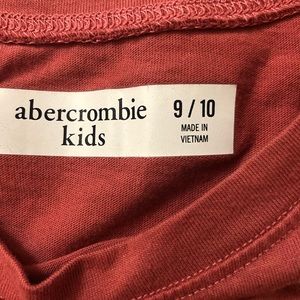 abercrombie
kids
9 / 10
MADE IN
VIETNAM